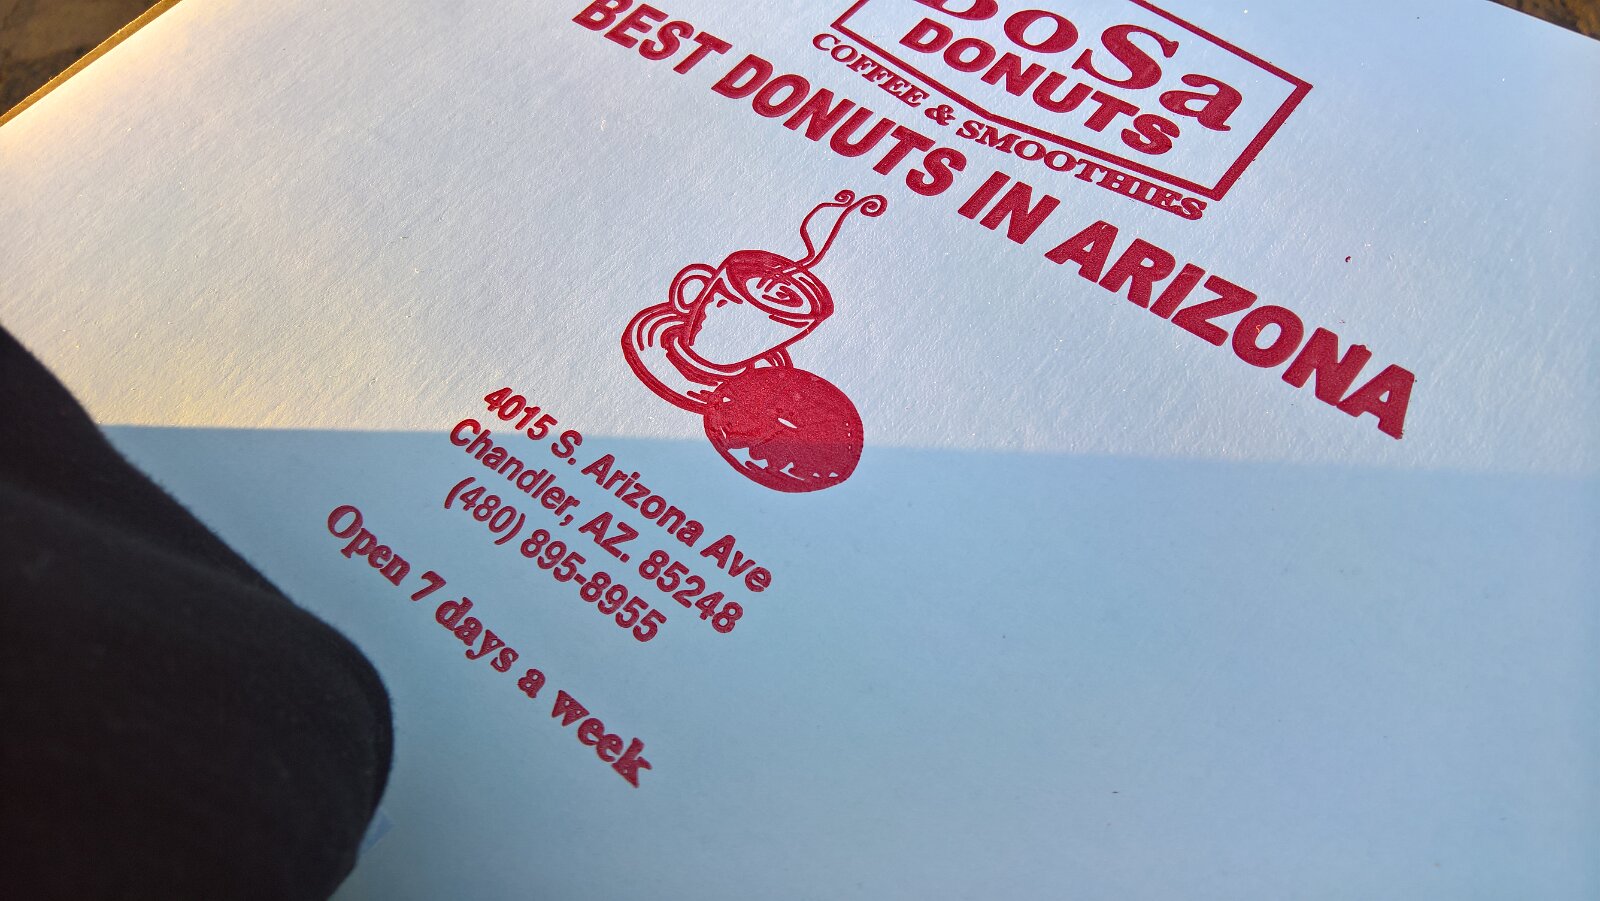 BoSa
DONUTS
COFFEE & SMOOTHIES
BEST DONUTS IN ARIZONA
4015 S. Arizona Ave
Chandler, AZ. 85248
(480) 895-8955
Open 7 days a week